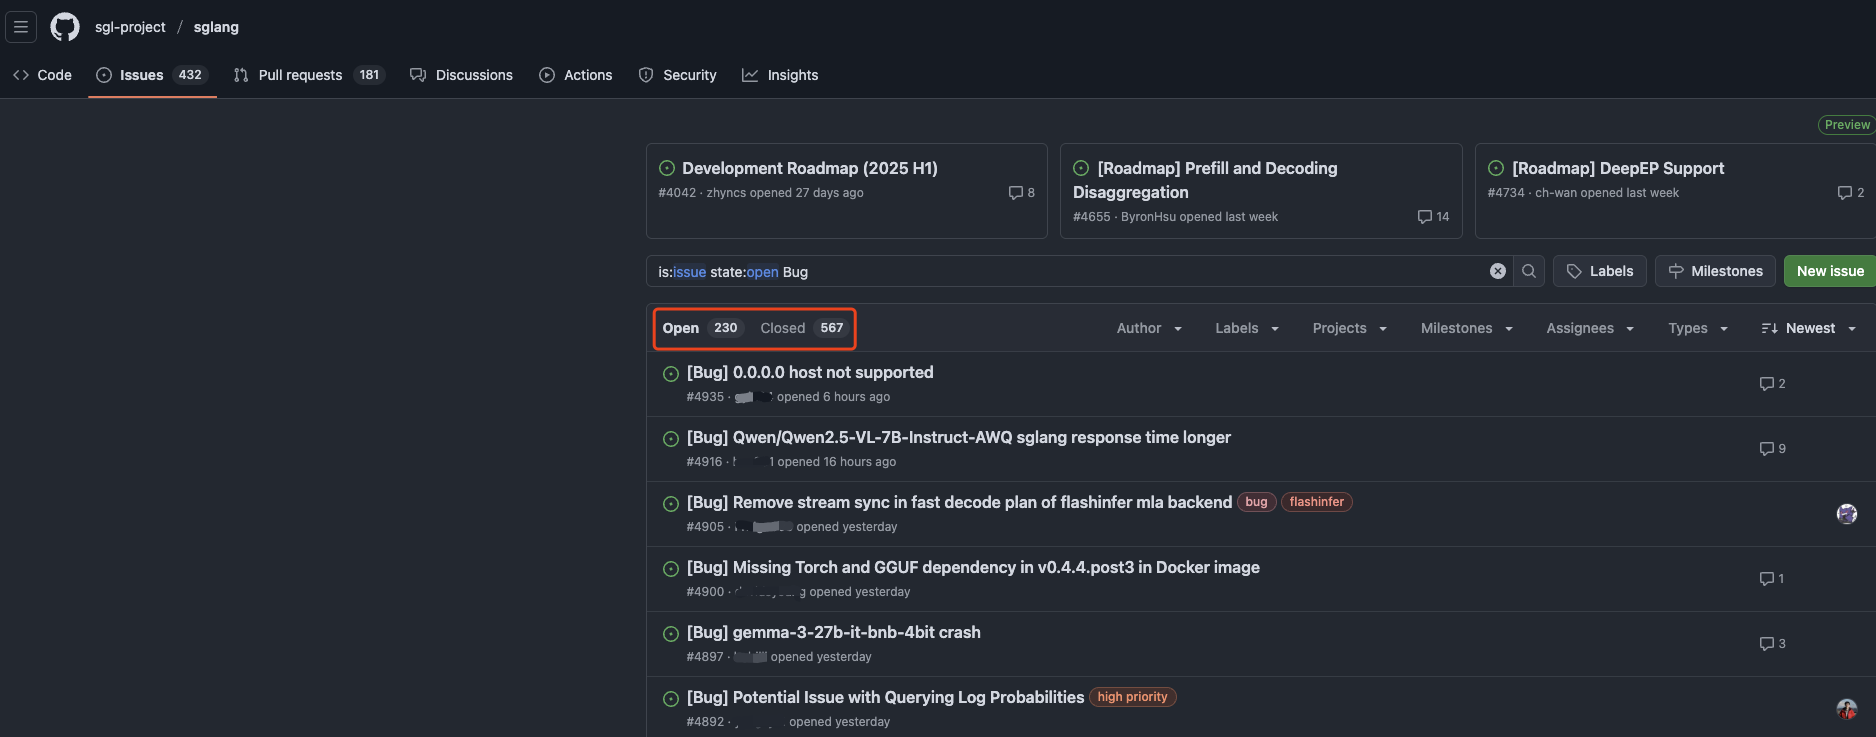 sgl-project / sglang
Code Issues 432 Pull requests 181 Discussions Actions Security Insights
Preview
Development Roadmap (2025 H1)
#4042 · zhyncs opened 27 days ago 8
[Roadmap] Prefill and Decoding
Disaggregation
#4655 · ByronHsu opened last week 14
[Roadmap] DeepEP Support
#4734 · ch-wan opened last week 2
is:issue state:open Bug
Labels Milestones New issue
Open 230 Closed 567 Author Labels Projects Milestones Assignees Types Newest
[Bug] 0.0.0.0 host not supported
2
#4935 · opened 6 hours ago
[Bug] Qwen/Qwen2.5-VL-7B-Instruct-AWQ sglang response time longer
9
#4916 · opened 16 hours ago
[Bug] Remove stream sync in fast decode plan of flashinfer mla backend bug flashinfer
#4905 · opened yesterday
[Bug] Missing Torch and GGUF dependency in v0.4.4.post3 in Docker image
1
#4900 · opened yesterday
[Bug] gemma-3-27b-it-bnb-4bit crash
3
#4897 · opened yesterday
[Bug] Potential Issue with Querying Log Probabilities high priority
#4892 · opened yesterday